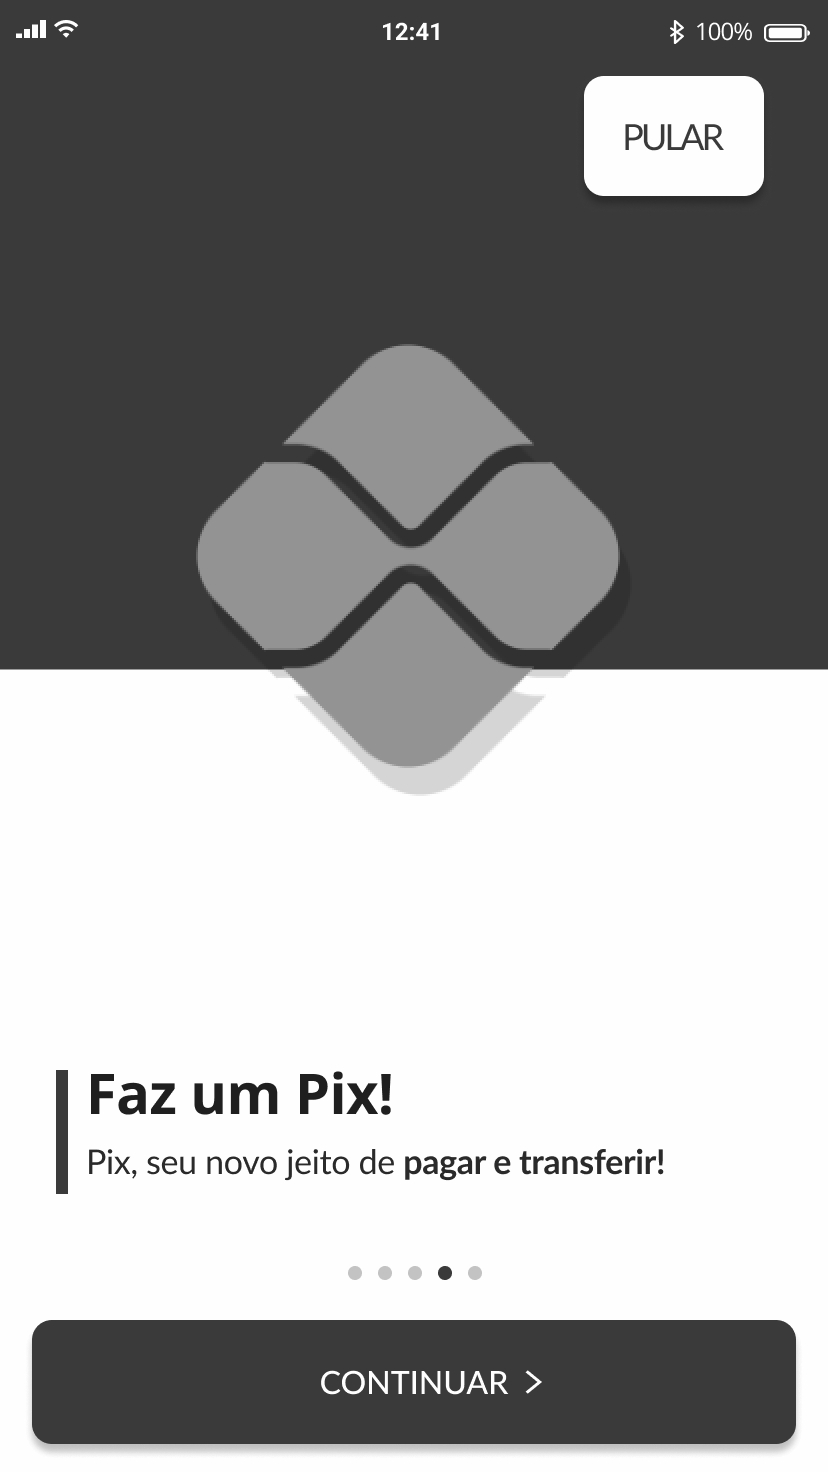 12:41
100%
PULAR
Faz um Pix!
Pix, seu novo jeito de pagar e transferir!
CONTINUAR